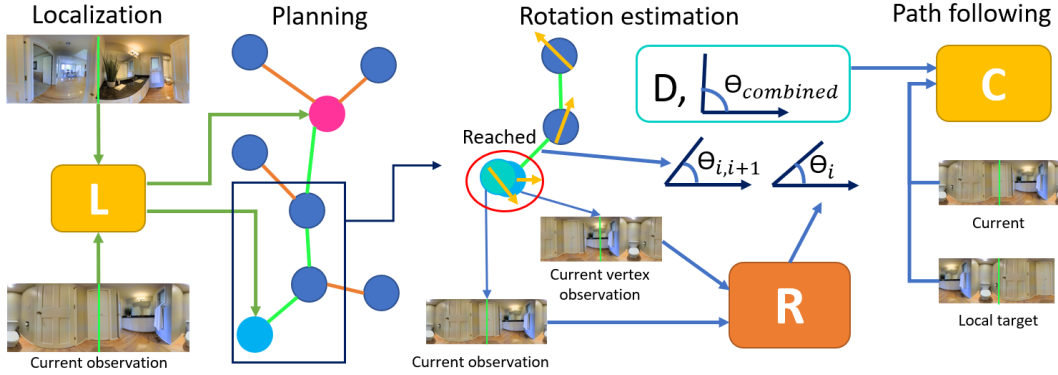 Localization
Planning
Rotation estimation
Path following
D, Θcombined
C
Reached
Θi,i+1
Θi
L
Current
Current vertex
observation
R
Local target
Current observation
Current observation